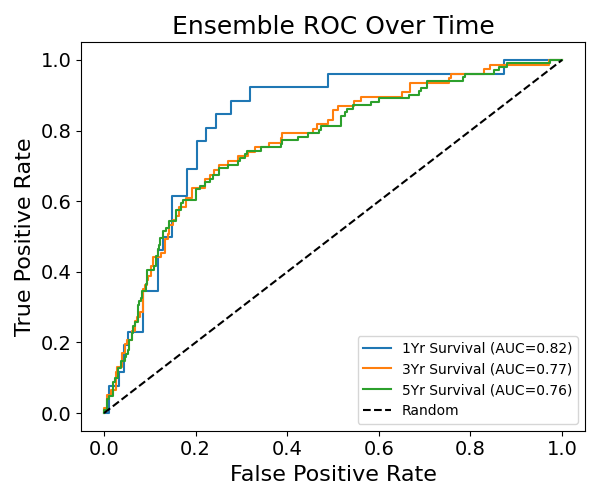 Ensemble ROC Over Time
True Positive Rate
1.0
0.8
0.6
0.4
0.2
0.0
0.0 0.2 0.4 0.6 0.8 1.0
False Positive Rate
1Yr Survival (AUC=0.82)
3Yr Survival (AUC=0.77)
5Yr Survival (AUC=0.76)
Random